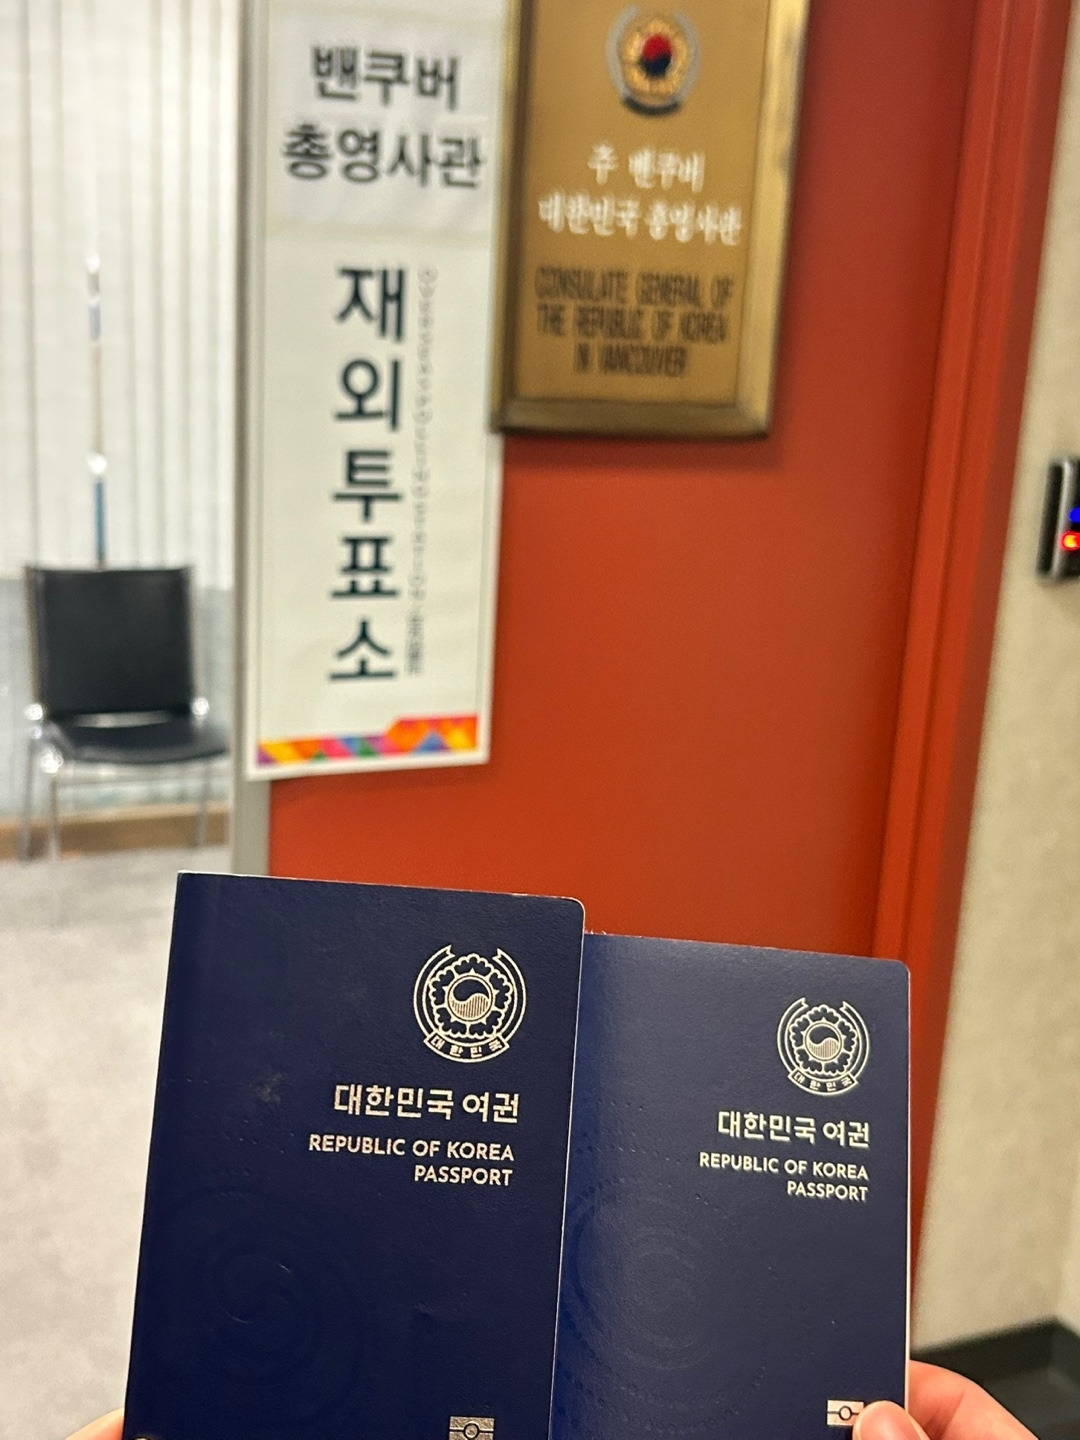 밴쿠버
총영사관
재외투표소
주 밴쿠버
대한민국 총영사관
CONSULATE GENERAL OF
THE REPUBLIC OF KOREA
IN VANCOUVER
대한민국
대한민국 여권
REPUBLIC OF KOREA
PASSPORT
대한민국
대한민국 여권
REPUBLIC OF KOREA
PASSPORT